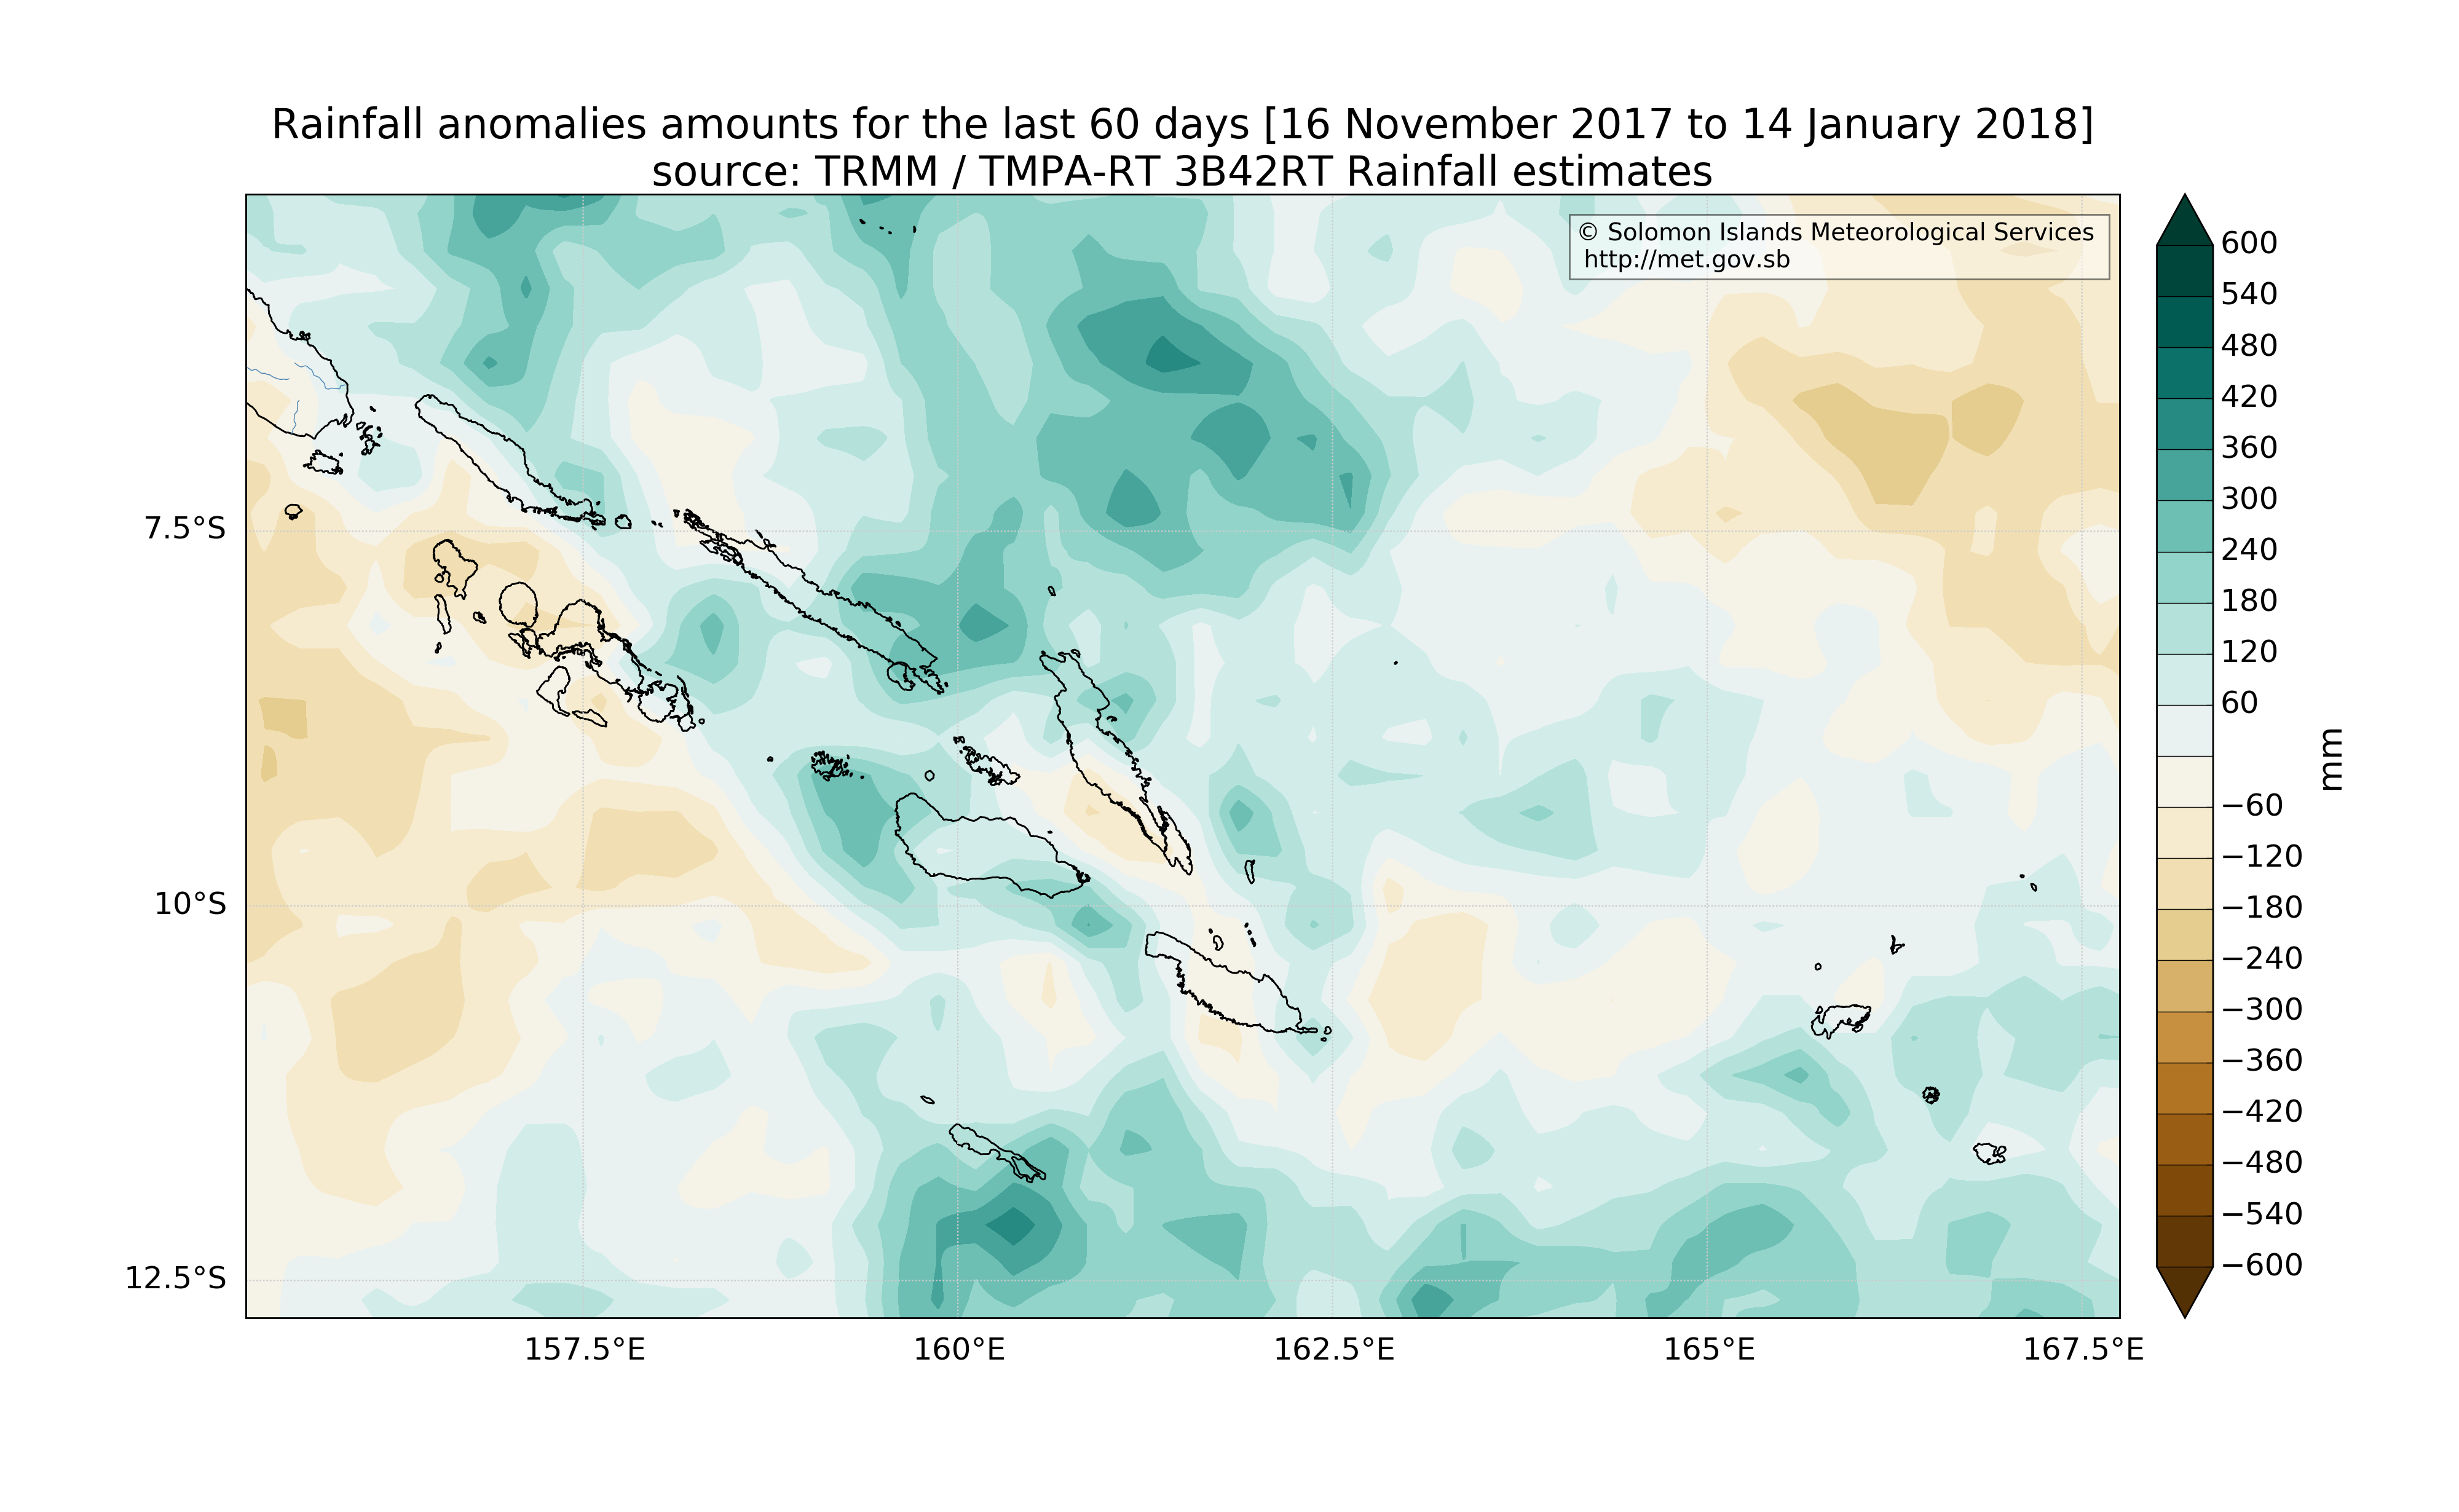 Rainfall anomalies amounts for the last 60 days [16 November 2017 to 14 January 2018]
source: TRMM / TMPA-RT 3B42RT Rainfall estimates
© Solomon Islands Meteorological Services
http://met.gov.sb
7.5°S
10°S
12.5°S
157.5°E
160°E
162.5°E
165°E
167.5°E
600
540
480
420
360
300
240
180
120
60
−60
−120
−180
−240
−300
−360
−420
−480
−540
−600
mm